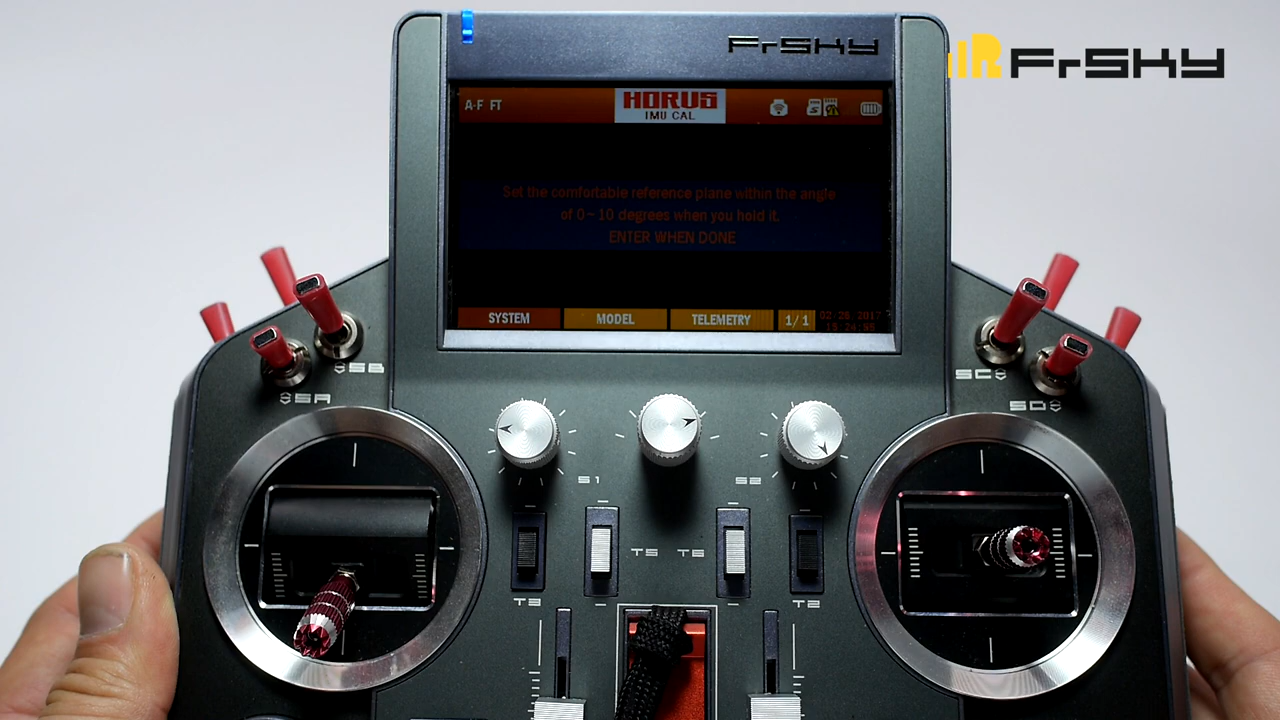 FrSKY
FrSKY
A-F FT
HORUS
IMU CAL
Set the comfortable reference plane within the angle
of 0~10 degrees when you hold it.
ENTER WHEN DONE
SYSTEM
MODEL
TELEMETRY
1/1
02-26 2017
SB
SA
SC
SD
S1
S2
T5
T6
T2